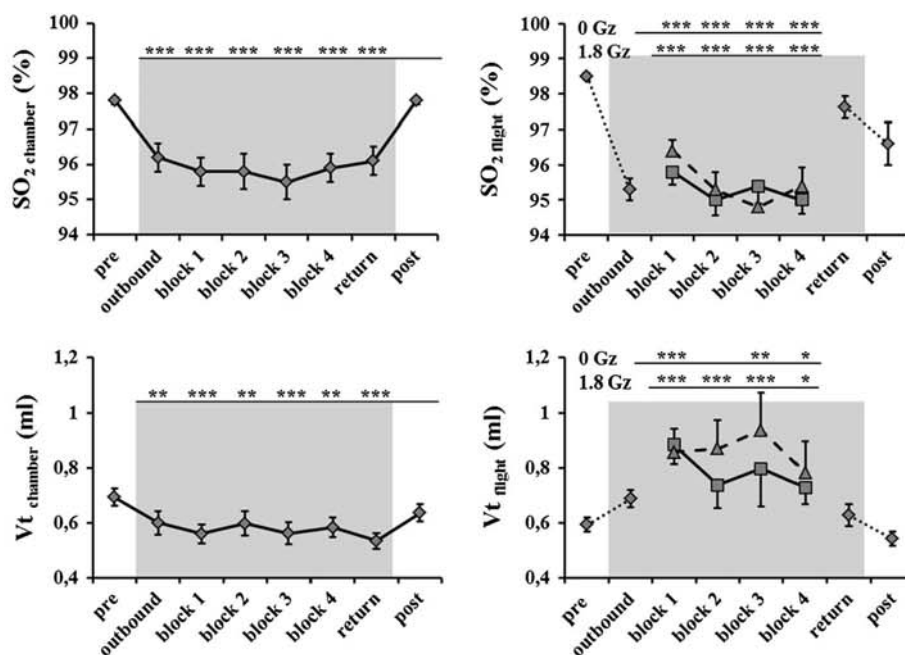 100
99
98
97
96
95
94
SO2 chamber (%)
*** *** *** *** *** ***
pre
outbound
block 1
block 2
block 3
block 4
return
post
100
99
98
97
96
95
94
SO2 flight (%)
0 Gz *** *** *** ***
1.8 Gz *** *** *** ***
pre
outbound
block 1
block 2
block 3
block 4
return
post
1,2
1
0,8
0,6
0,4
Vt chamber (ml)
** *** ** *** ** ***
pre
outbound
block 1
block 2
block 3
block 4
return
post
1,2
1
0,8
0,6
0,4
Vt flight (ml)
0 Gz *** ** *
1.8 Gz *** *** *** *
pre
outbound
block 1
block 2
block 3
block 4
return
post